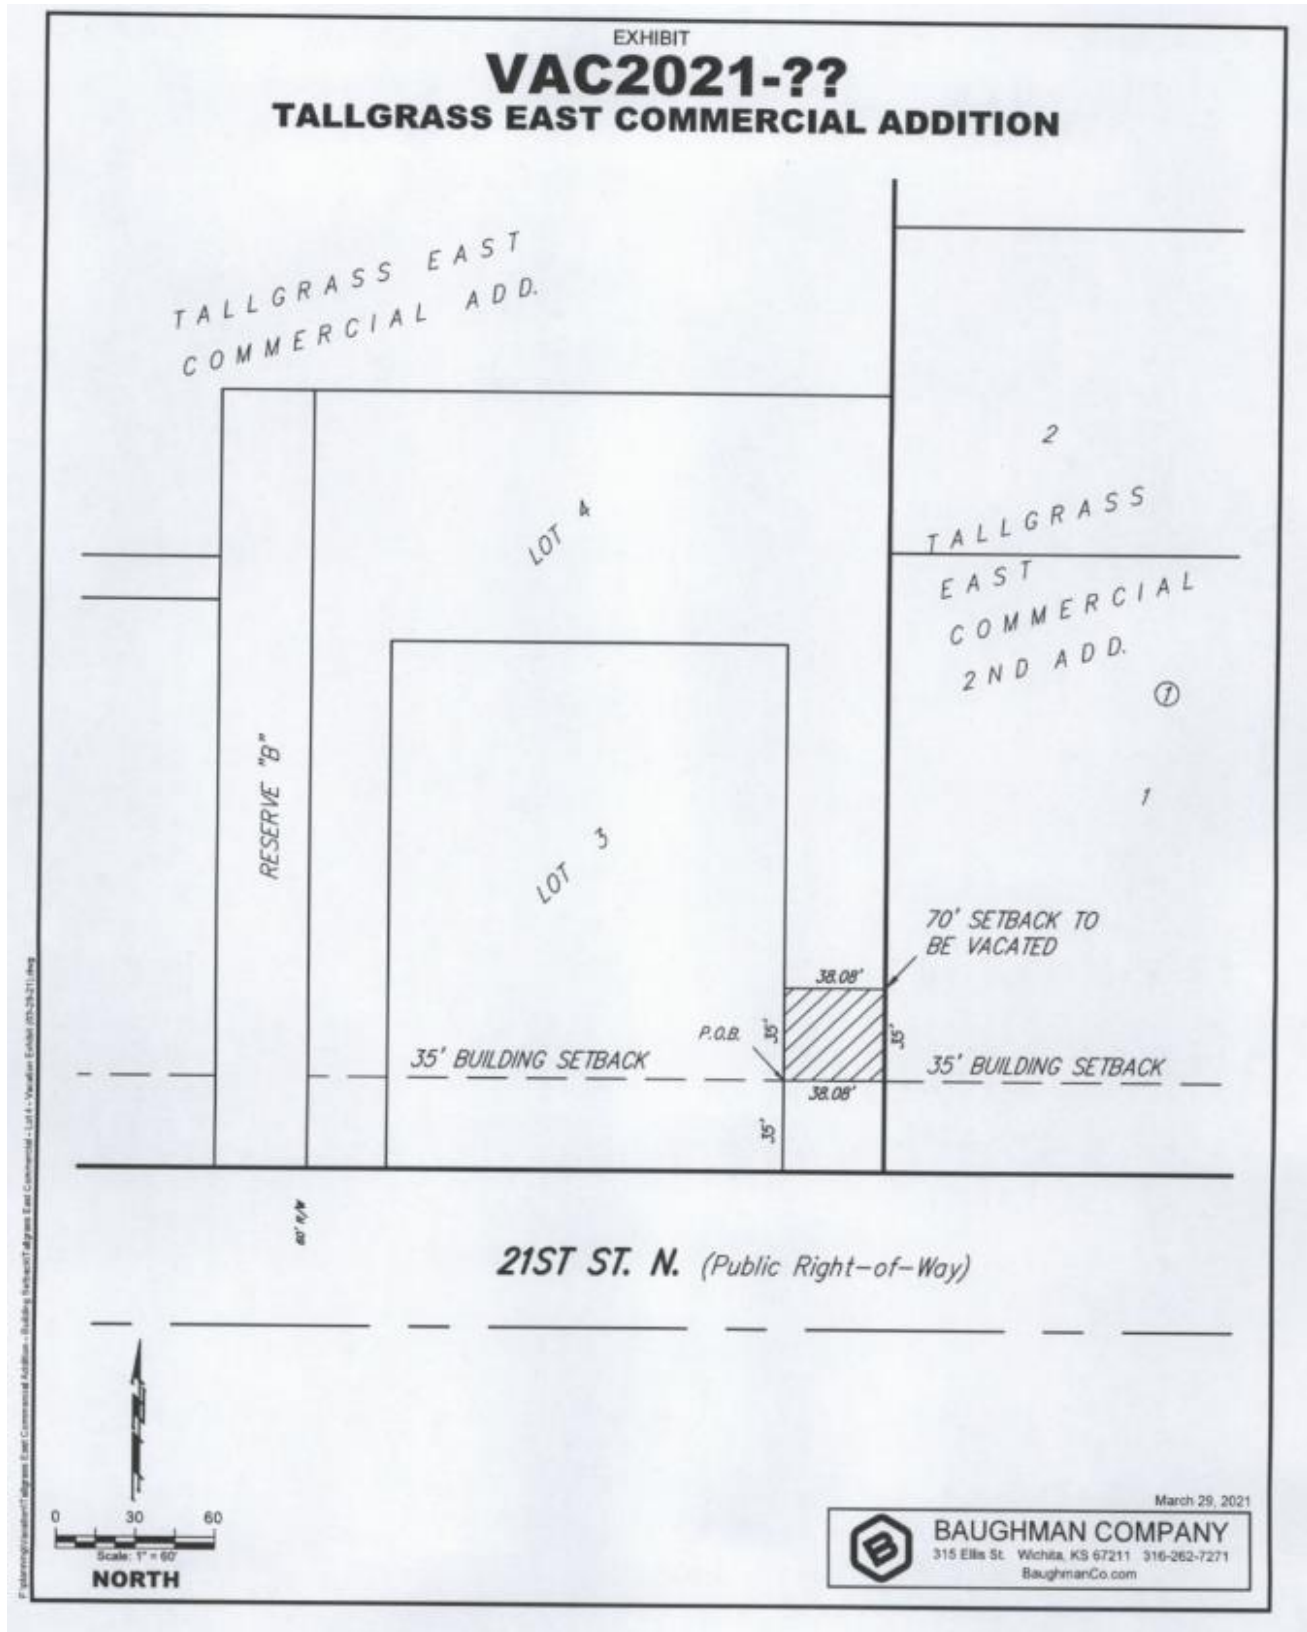 EXHIBIT
VAC2021-??
TALLGRASS EAST COMMERCIAL ADDITION
TALLGRASS EAST
COMMERCIAL ADD.
2
LOT 4
TALLGRASS
EAST
COMMERCIAL
2ND ADD.
1
RESERVE "B"
1
LOT 3
70' SETBACK TO
BE VACATED
38.08'
P.O.B.
35'
35'
35' BUILDING SETBACK
35' BUILDING SETBACK
38.08'
35'
60' R/W
21ST ST. N. (Public Right-of-Way)
0 30 60
Scale: 1" = 60'
NORTH
March 29, 2021
B
BAUGHMAN COMPANY
315 Ellis St. Wichita, KS 67211 316-262-7271
BaughmanCo.com